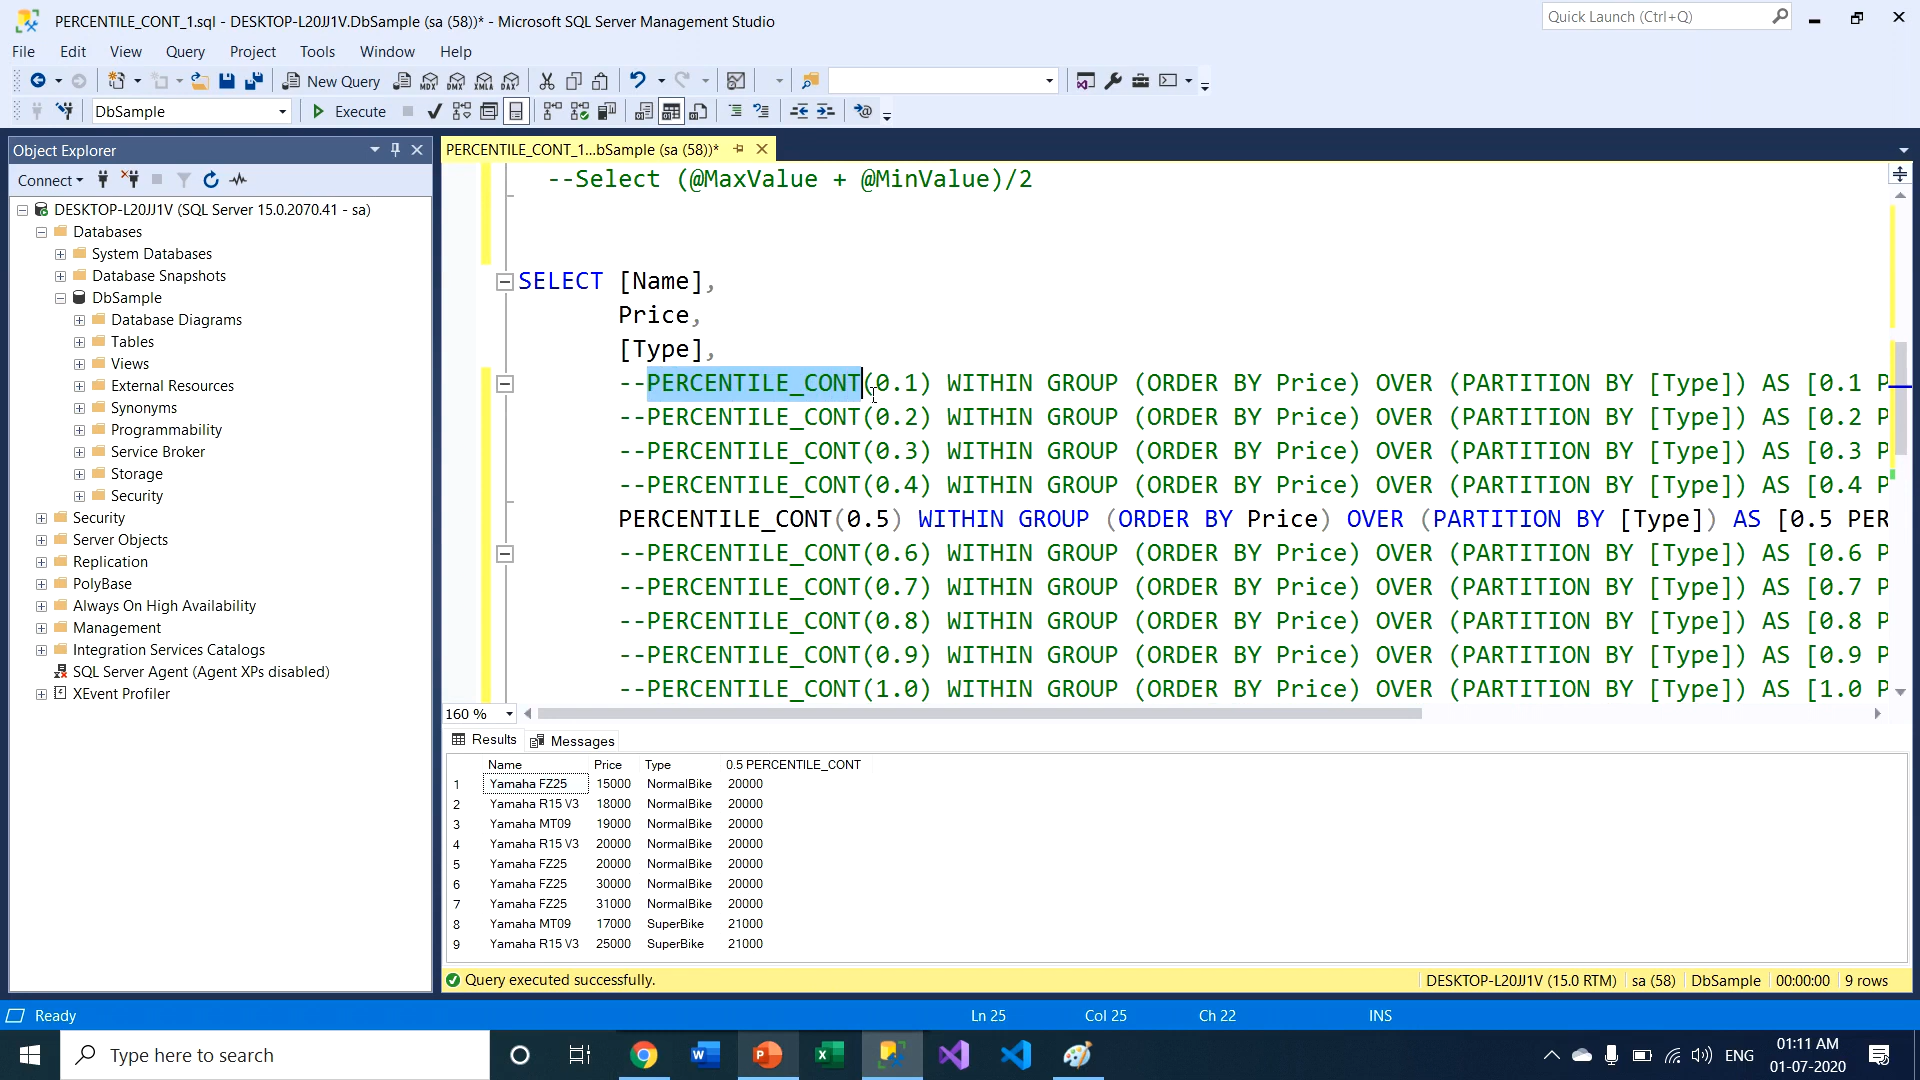 PERCENTILE_CONT_1.sql - DESKTOP-L20JJ1V.DbSample (sa (58))* - Microsoft SQL Server Management Studio
Quick Launch (Ctrl+Q)
File Edit View Query Project Tools Window Help
New Query
MDX DMX XMLA DAX
DbSample
Execute
Object Explorer
PERCENTILE_CONT_1...bSample (sa (58))*
Connect
DESKTOP-L20JJ1V (SQL Server 15.0.2070.41 - sa)
Databases
System Databases
Database Snapshots
DbSample
Database Diagrams
Tables
Views
External Resources
Synonyms
Programmability
Service Broker
Storage
Security
Security
Server Objects
Replication
PolyBase
Always On High Availability
Management
Integration Services Catalogs
SQL Server Agent (Agent XPs disabled)
XEvent Profiler
--Select (@MaxValue + @MinValue)/2
SELECT [Name],
Price,
[Type],
--PERCENTILE_CONT(0.1) WITHIN GROUP (ORDER BY Price) OVER (PARTITION BY [Type]) AS [0.1 P
--PERCENTILE_CONT(0.2) WITHIN GROUP (ORDER BY Price) OVER (PARTITION BY [Type]) AS [0.2 P
--PERCENTILE_CONT(0.3) WITHIN GROUP (ORDER BY Price) OVER (PARTITION BY [Type]) AS [0.3 P
--PERCENTILE_CONT(0.4) WITHIN GROUP (ORDER BY Price) OVER (PARTITION BY [Type]) AS [0.4 P
PERCENTILE_CONT(0.5) WITHIN GROUP (ORDER BY Price) OVER (PARTITION BY [Type]) AS [0.5 PER
--PERCENTILE_CONT(0.6) WITHIN GROUP (ORDER BY Price) OVER (PARTITION BY [Type]) AS [0.6 P
--PERCENTILE_CONT(0.7) WITHIN GROUP (ORDER BY Price) OVER (PARTITION BY [Type]) AS [0.7 P
--PERCENTILE_CONT(0.8) WITHIN GROUP (ORDER BY Price) OVER (PARTITION BY [Type]) AS [0.8 P
--PERCENTILE_CONT(0.9) WITHIN GROUP (ORDER BY Price) OVER (PARTITION BY [Type]) AS [0.9 P
--PERCENTILE_CONT(1.0) WITHIN GROUP (ORDER BY Price) OVER (PARTITION BY [Type]) AS [1.0 P
160 %
Results Messages
Name Price Type 0.5 PERCENTILE_CONT
1 Yamaha FZ25 15000 NormalBike 20000
2 Yamaha R15 V3 18000 NormalBike 20000
3 Yamaha MT09 19000 NormalBike 20000
4 Yamaha R15 V3 20000 NormalBike 20000
5 Yamaha FZ25 20000 NormalBike 20000
6 Yamaha FZ25 30000 NormalBike 20000
7 Yamaha FZ25 31000 NormalBike 20000
8 Yamaha MT09 17000 SuperBike 21000
9 Yamaha R15 V3 25000 SuperBike 21000
Query executed successfully. DESKTOP-L20JJ1V (15.0 RTM) sa (58) DbSample 00:00:00 9 rows
Ready Ln 25 Col 25 Ch 22 INS
Type here to search
ENG
01:11 AM
01-07-2020